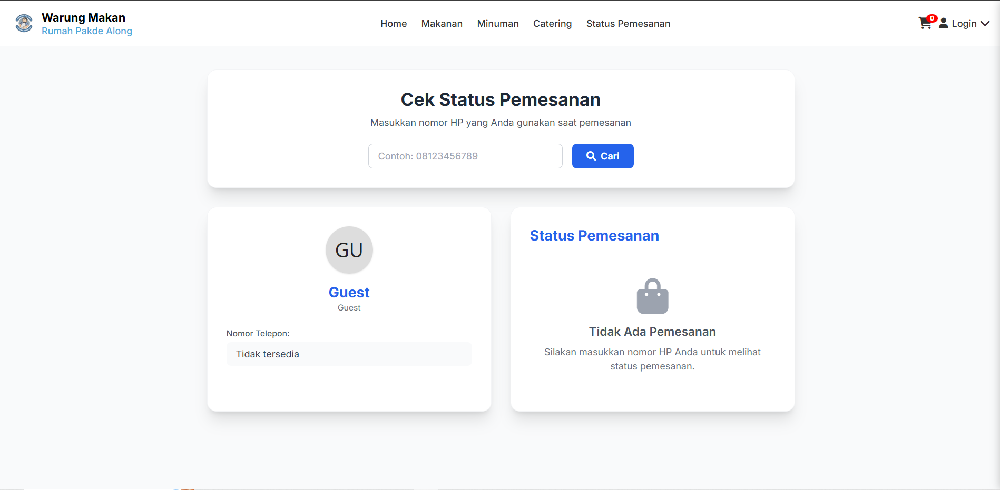 Warung Makan
Rumah Pakde Along
Home
Makanan
Minuman
Catering
Status Pemesanan
0
Login
Cek Status Pemesanan
Masukkan nomor HP yang Anda gunakan saat pemesanan
Contoh: 08123456789
Cari
GU
Guest
Guest
Nomor Telepon:
Tidak tersedia
Status Pemesanan
Tidak Ada Pemesanan
Silakan masukkan nomor HP Anda untuk melihat
status pemesanan.